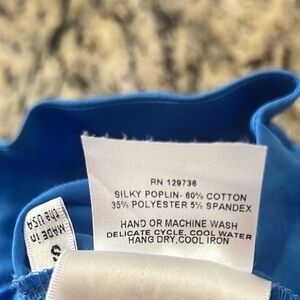 RN 129736
SILKY POPLIN- 60% COTTON
35% POLYESTER 5% SPANDEX
HAND OR MACHINE WASH
DELICATE CYCLE, COOL WATER
HANG DRY, COOL IRON
MADE in
the USA
S